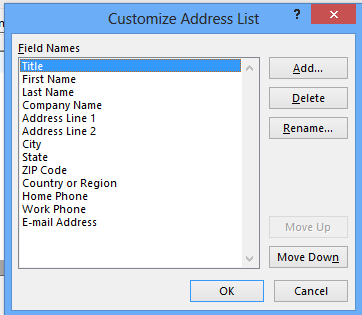 Customize Address List
?
Field Names
Title
First Name
Last Name
Company Name
Address Line 1
Address Line 2
City
State
ZIP Code
Country or Region
Home Phone
Work Phone
E-mail Address
Add...
Delete
Rename...
Move Up
Move Down
OK
Cancel